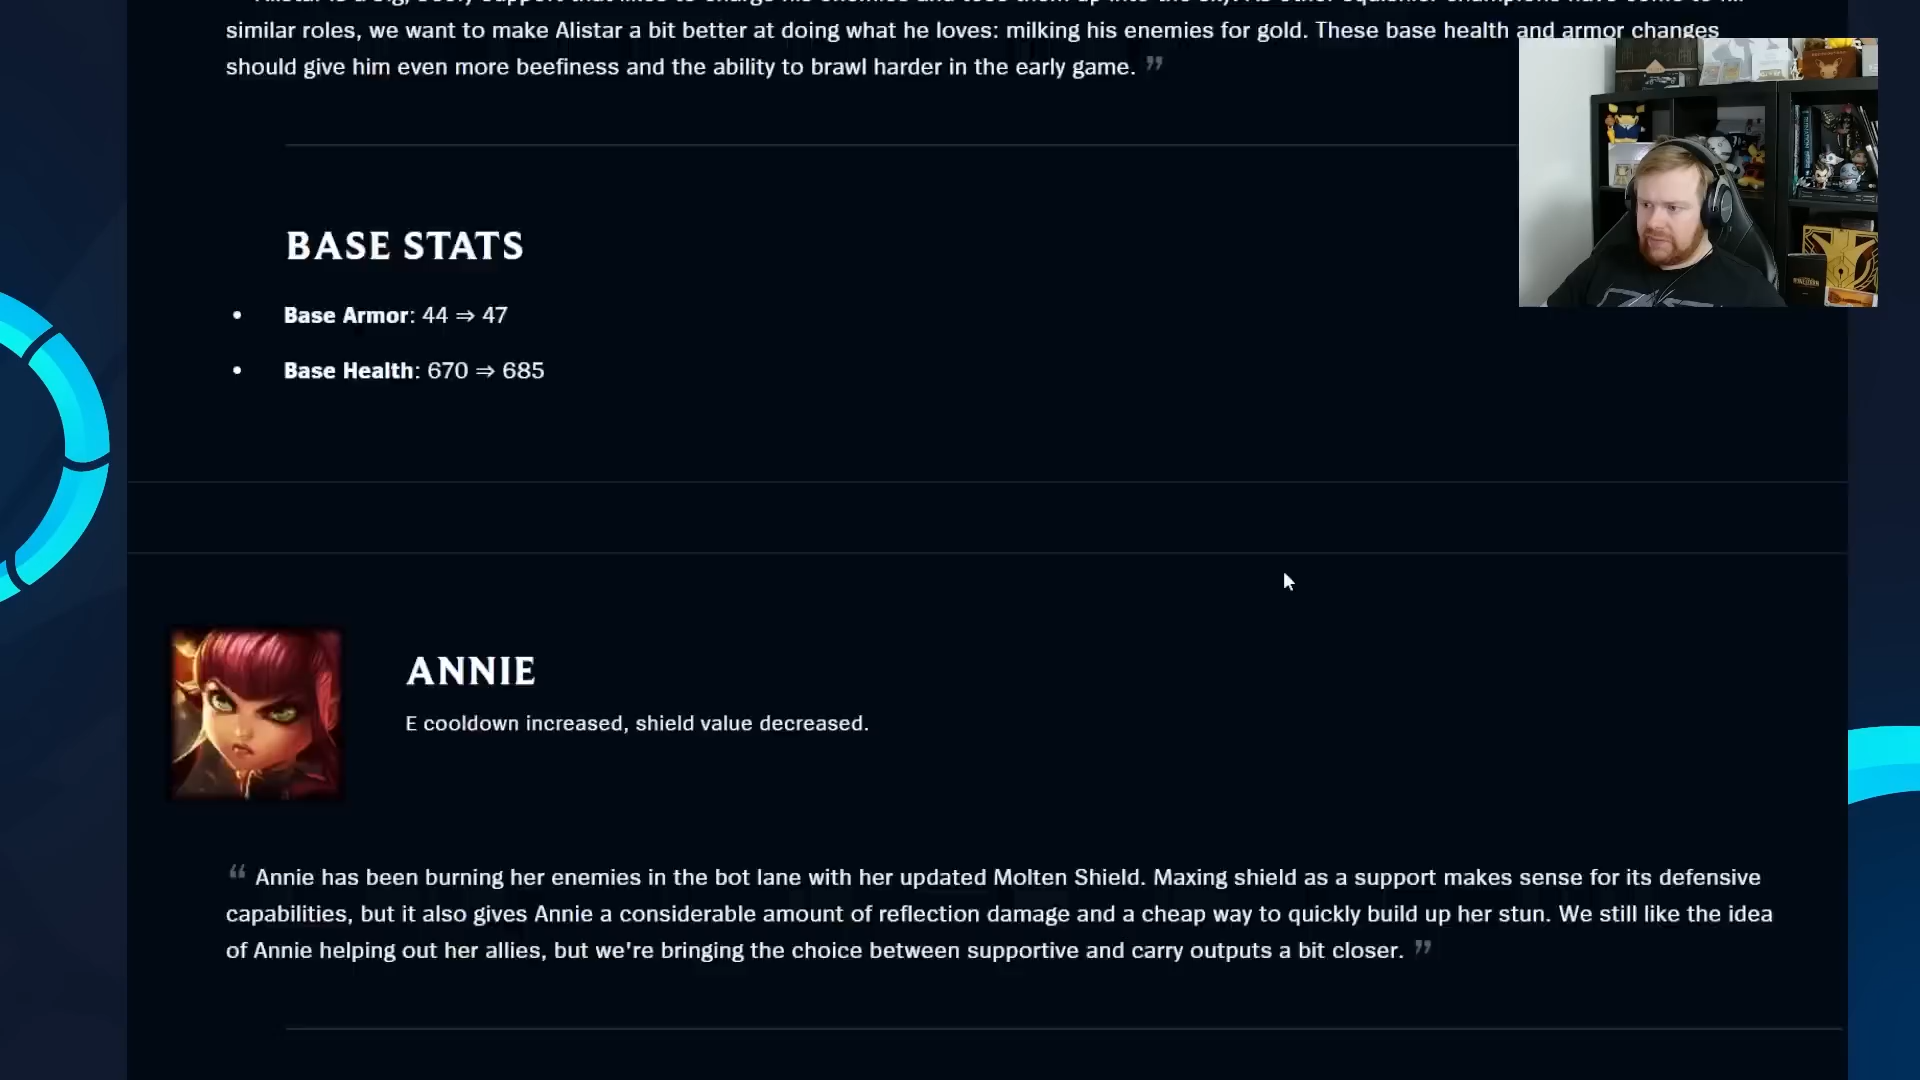 similar roles, we want to make Alistar a bit better at doing what he loves: milking his enemies for gold. These base health and armor changes
should give him even more beefiness and the ability to brawl harder in the early game. ”
BASE STATS
• Base Armor: 44 ⇒ 47
• Base Health: 670 ⇒ 685
ANNIE
E cooldown increased, shield value decreased.
“ Annie has been burning her enemies in the bot lane with her updated Molten Shield. Maxing shield as a support makes sense for its defensive
capabilities, but it also gives Annie a considerable amount of reflection damage and a cheap way to quickly build up her stun. We still like the idea
of Annie helping out her allies, but we're bringing the choice between supportive and carry outputs a bit closer. ”